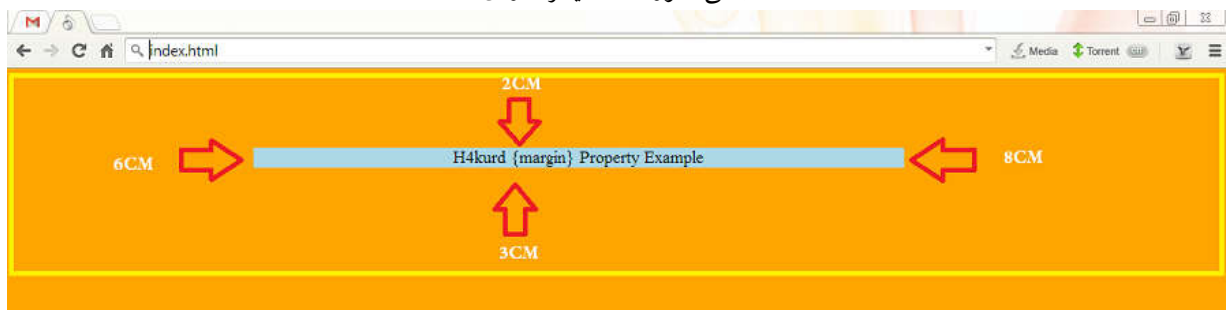 index.html
Media Torrent
2CM
H4kurd {margin} Property Example
6CM
8CM
3CM